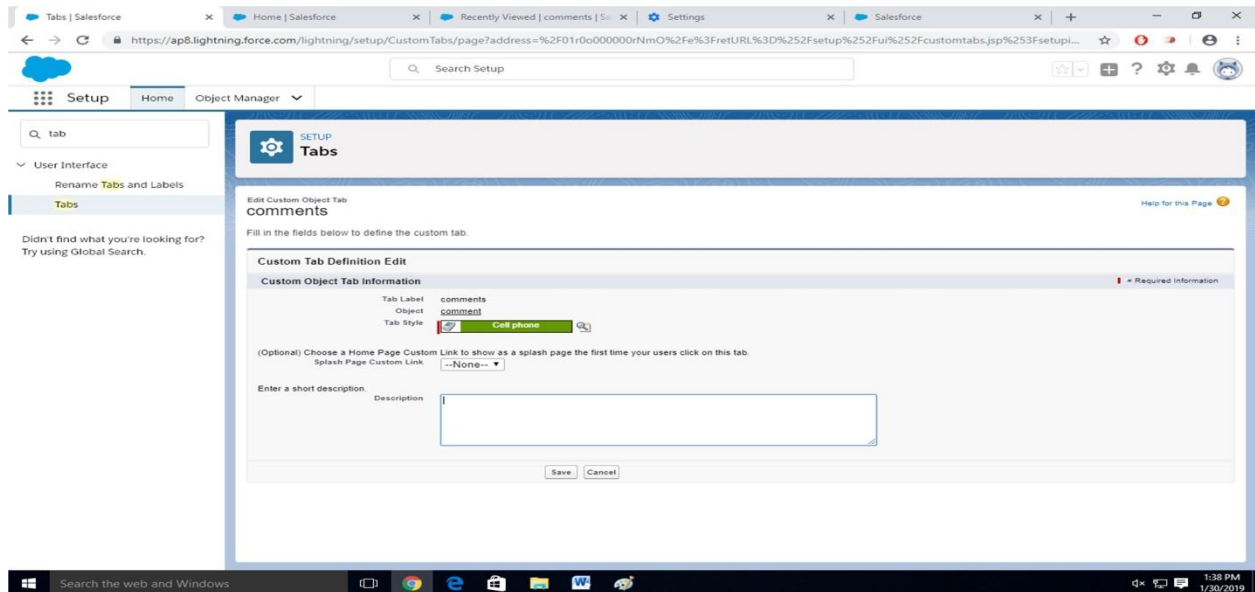 Tabs | Salesforce
Home | Salesforce
Recently Viewed | comments | Sa
Settings
Salesforce
https://ap8.lightning.force.com/lightning/setup/CustomTabs/page?address=%2F01r0o000000rNmO%2Fe%3FretURL%3D%252Fsetup%252Fui%252Fcustomtabs.jsp%253Fsetupi...
Search Setup
Setup
Home
Object Manager
tab
User Interface
Rename Tabs and Labels
Tabs
Didn't find what you're looking for?
Try using Global Search.
SETUP
Tabs
Edit Custom Object Tab
comments
Help for this Page
Fill in the fields below to define the custom tab.
Custom Tab Definition Edit
Custom Object Tab Information
= Required Information
Tab Label comments
Object comment
Tab Style Cell phone
(Optional) Choose a Home Page Custom Link to show as a splash page the first time your users click on this tab.
Splash Page Custom Link --None--
Enter a short description.
Description
Save Cancel
Search the web and Windows
1:38 PM
1/30/2019